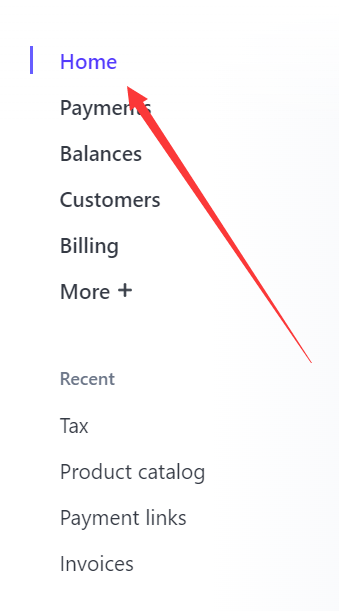 Home
Payments
Balances
Customers
Billing
More +
Recent
Tax
Product catalog
Payment links
Invoices